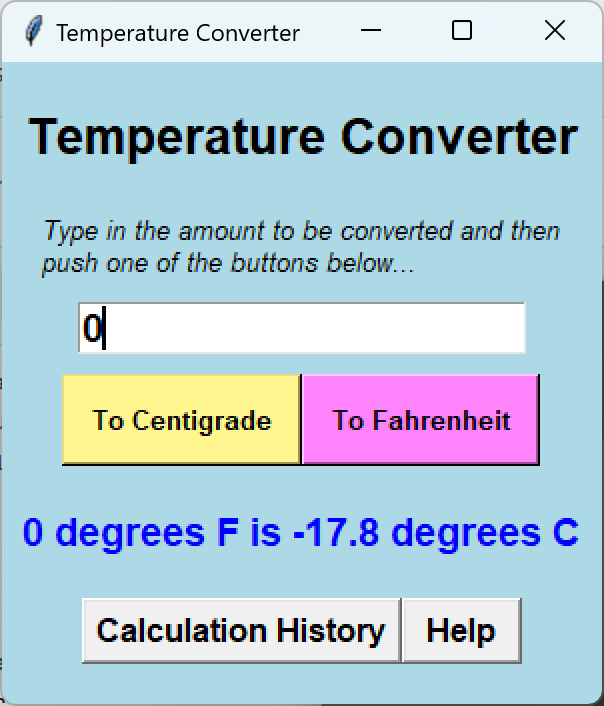 Temperature Converter
Temperature Converter
Type in the amount to be converted and then
push one of the buttons below...
0
To Centigrade
To Fahrenheit
0 degrees F is -17.8 degrees C
Calculation History
Help